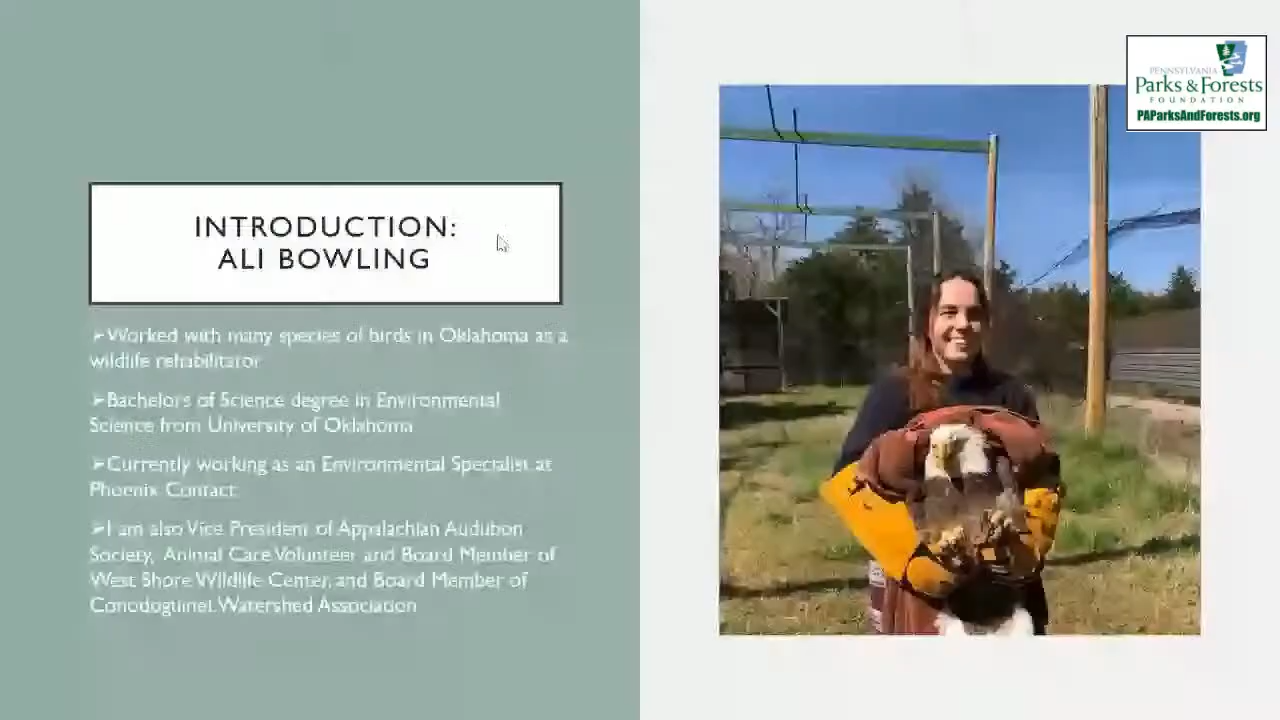 PENNSYLVANIA
Parks & Forests
FOUNDATION
PAParksAndForests.org
INTRODUCTION:
ALI BOWLING
➢Worked with many species of birds in Oklahoma as a
wildlife rehabilitator
➢Bachelors of Science degree in Environmental
Science from University of Oklahoma
➢Currently working as an Environmental Specialist at
Phoenix Contact
➢I am also Vice President of Appalachian Audubon
Society, Animal Care Volunteer and Board Member of
West Shore Wildlife Center, and Board Member of
Conodoguinet Watershed Association